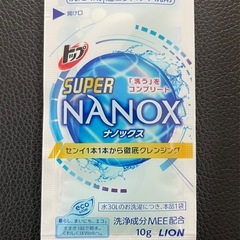 開け口
トップ
SUPER
「洗う」を
コンプリート
NANOX
ナノックス
センイ1本1本から徹底クレンジング
eco
水30Lのお洗濯につき、本品1袋
洗浄成分MEE配合
10g LION